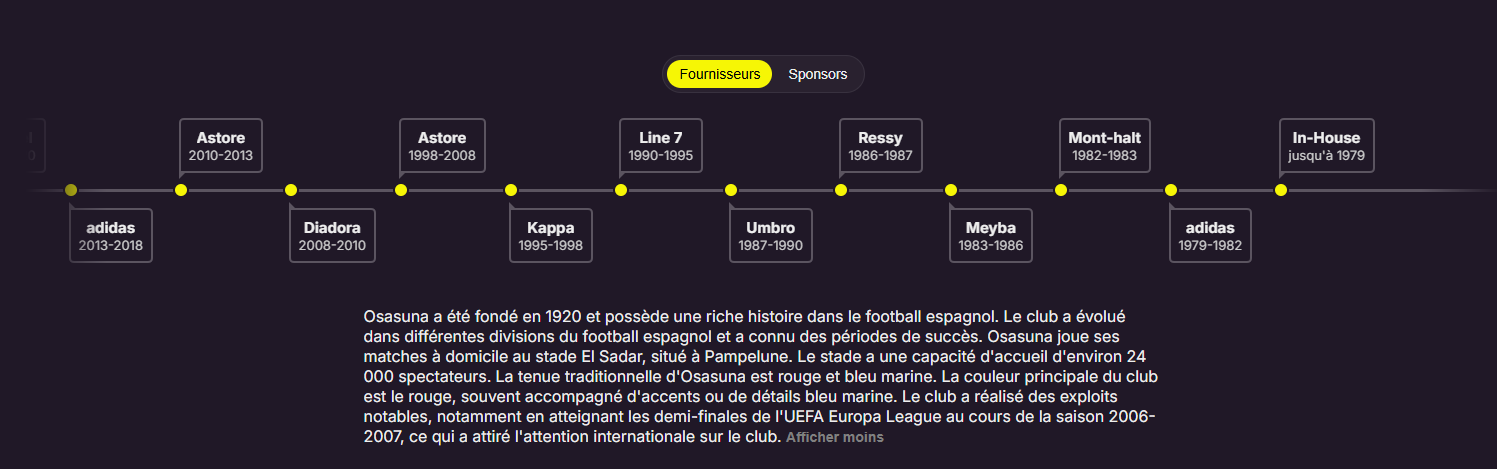 Fournisseurs
Sponsors
Astore
2010-2013
Astore
1998-2008
Line 7
1990-1995
Ressy
1986-1987
Mont-halt
1982-1983
In-House
jusqu'à 1979
adidas
2013-2018
Diadora
2008-2010
Kappa
1995-1998
Umbro
1987-1990
Meyba
1983-1986
adidas
1979-1982
Osasuna a été fondé en 1920 et possède une riche histoire dans le football espagnol. Le club a évolué
dans différentes divisions du football espagnol et a connu des périodes de succès. Osasuna joue ses
matches à domicile au stade El Sadar, situé à Pampelune. Le stade a une capacité d'accueil d'environ 24
000 spectateurs. La tenue traditionnelle d'Osasuna est rouge et bleu marine. La couleur principale du club
est le rouge, souvent accompagné d'accents ou de détails bleu marine. Le club a réalisé des exploits
notables, notamment en atteignant les demi-finales de l'UEFA Europa League au cours de la saison 2006-
2007, ce qui a attiré l'attention internationale sur le club. Afficher moins